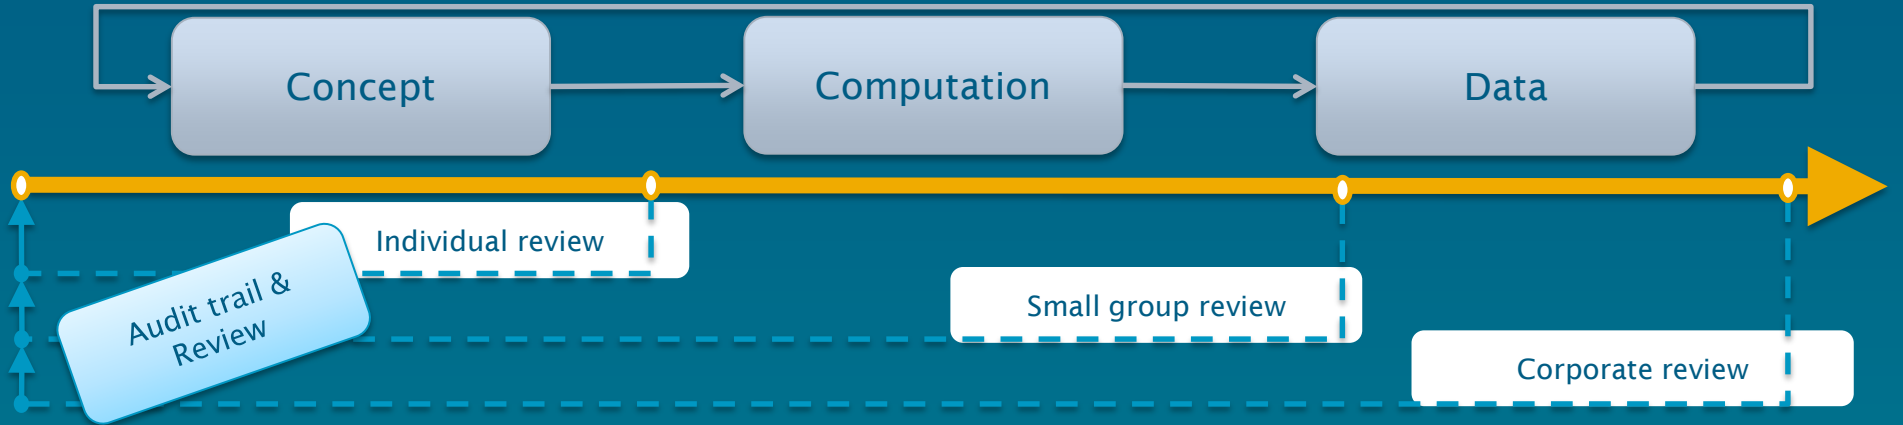 Concept
Computation
Data
Individual review
Audit trail &
Review
Small group review
Corporate review